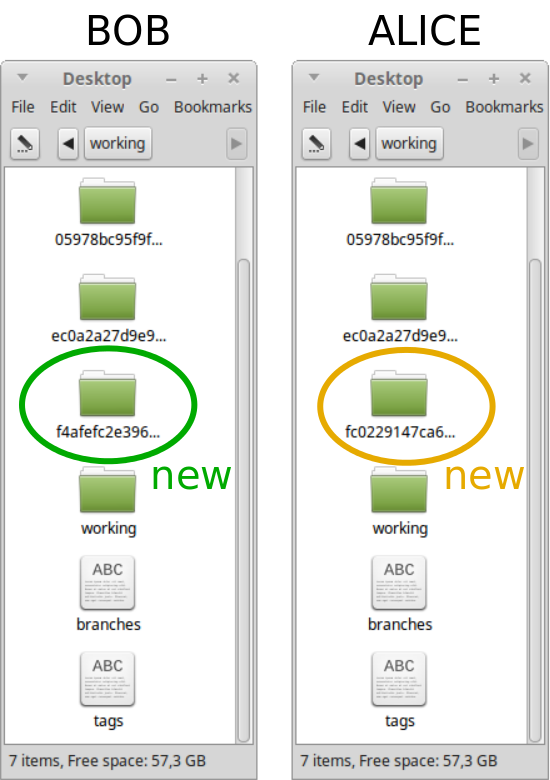 BOB
Desktop
File Edit View Go Bookmarks
working
05978bc95f9f...
ec0a2a27d9e9...
f4afefc2e396...
new
working
ABC
branches
ABC
tags
7 items, Free space: 57,3 GB
ALICE
Desktop
File Edit View Go Bookmarks
working
05978bc95f9f...
ec0a2a27d9e9...
fc0229147ca6...
new
working
ABC
branches
ABC
tags
7 items, Free space: 57,3 GB